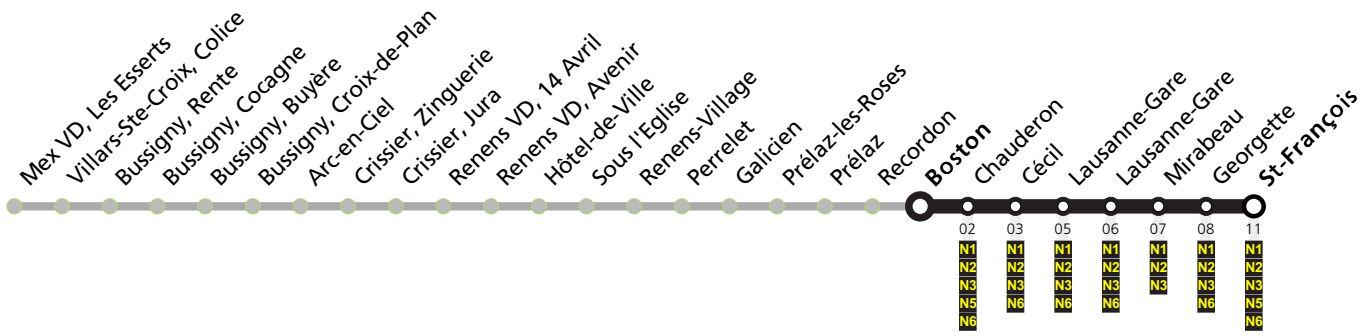 Mex VD, Les Esserts
Villars-Ste-Croix, Colice
Bussigny, Rente
Bussigny, Cocagne
Bussigny, Buyère
Bussigny, Croix-de-Plan
Arc-en-Ciel
Crissier, Zinguerie
Crissier, Jura
Renens VD, 14 Avril
Renens VD, Avenir
Hôtel-de-Ville
Sous l'Eglise
Renens-Village
Perrelet
Galicien
Prélaz-les-Roses
Prélaz
Recordon
Boston
Chauderon
Cécil
Lausanne-Gare
Lausanne-Gare
Mirabeau
Georgette
St-François
02 03 05 06 07 08 11
N1 N1 N1 N1 N1 N1 N1
N2 N2 N2 N2 N2 N2 N2
N3 N3 N3 N3 N3 N3 N3
N5 N6 N6 N6 N6 N5
N6 N6